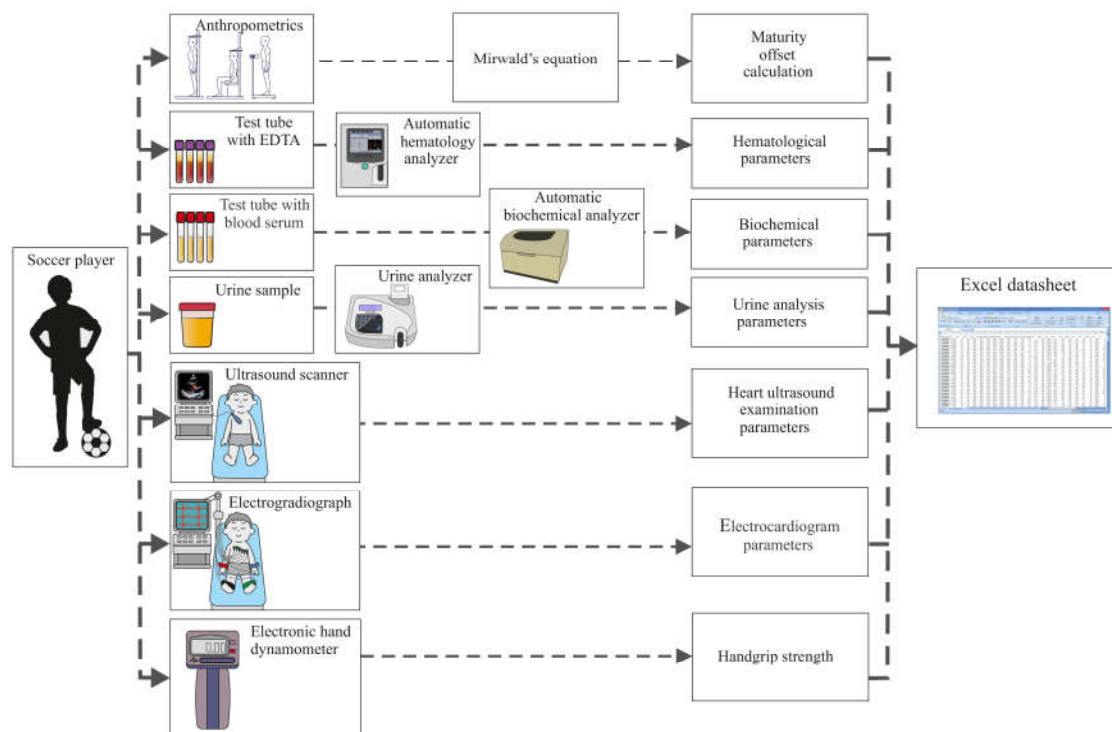 Anthropometrics
Mirwald’s equation
Maturity
offset
calculation
Test tube
with EDTA
Automatic
hematology
analyzer
Hematological
parameters
Test tube with
blood serum
Automatic
biochemical analyzer
Biochemical
parameters
Soccer player
Urine sample
Urine analyzer
Urine analysis
parameters
Excel datasheet
Ultrasound scanner
Heart ultrasound
examination
parameters
Electrogradiograph
Electrocardiogram
parameters
Electronic hand
dynamometer
0.00
Handgrip strength